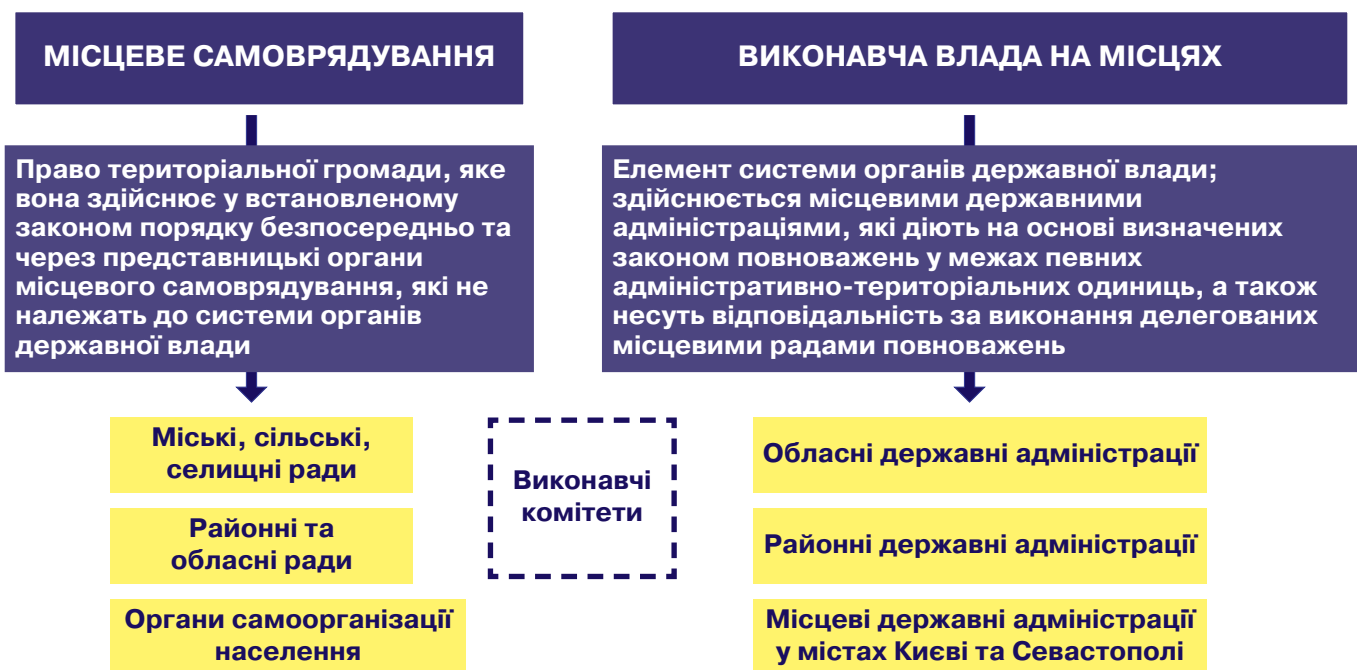 МІСЦЕВЕ САМОВРЯДУВАННЯ
Право територіальної громади, яке
вона здійснює у встановленому
законом порядку безпосередньо та
через представницькі органи
місцевого самоврядування, які не
належать до системи органів
державної влади
Міські, сільські,
селищні ради
Районні та
обласні ради
Органи самоорганізації
населення
Виконавчі
комітети
ВИКОНАВЧА ВЛАДА НА МІСЦЯХ
Елемент системи органів державної влади;
здійснюється місцевими державними
адміністраціями, які діють на основі визначених
законом повноважень у межах певних
адміністративно-територіальних одиниць, а також
несуть відповідальність за виконання делегованих
місцевими радами повноважень
Обласні державні адміністрації
Районні державні адміністрації
Місцеві державні адміністрації
у містах Києві та Севастополі